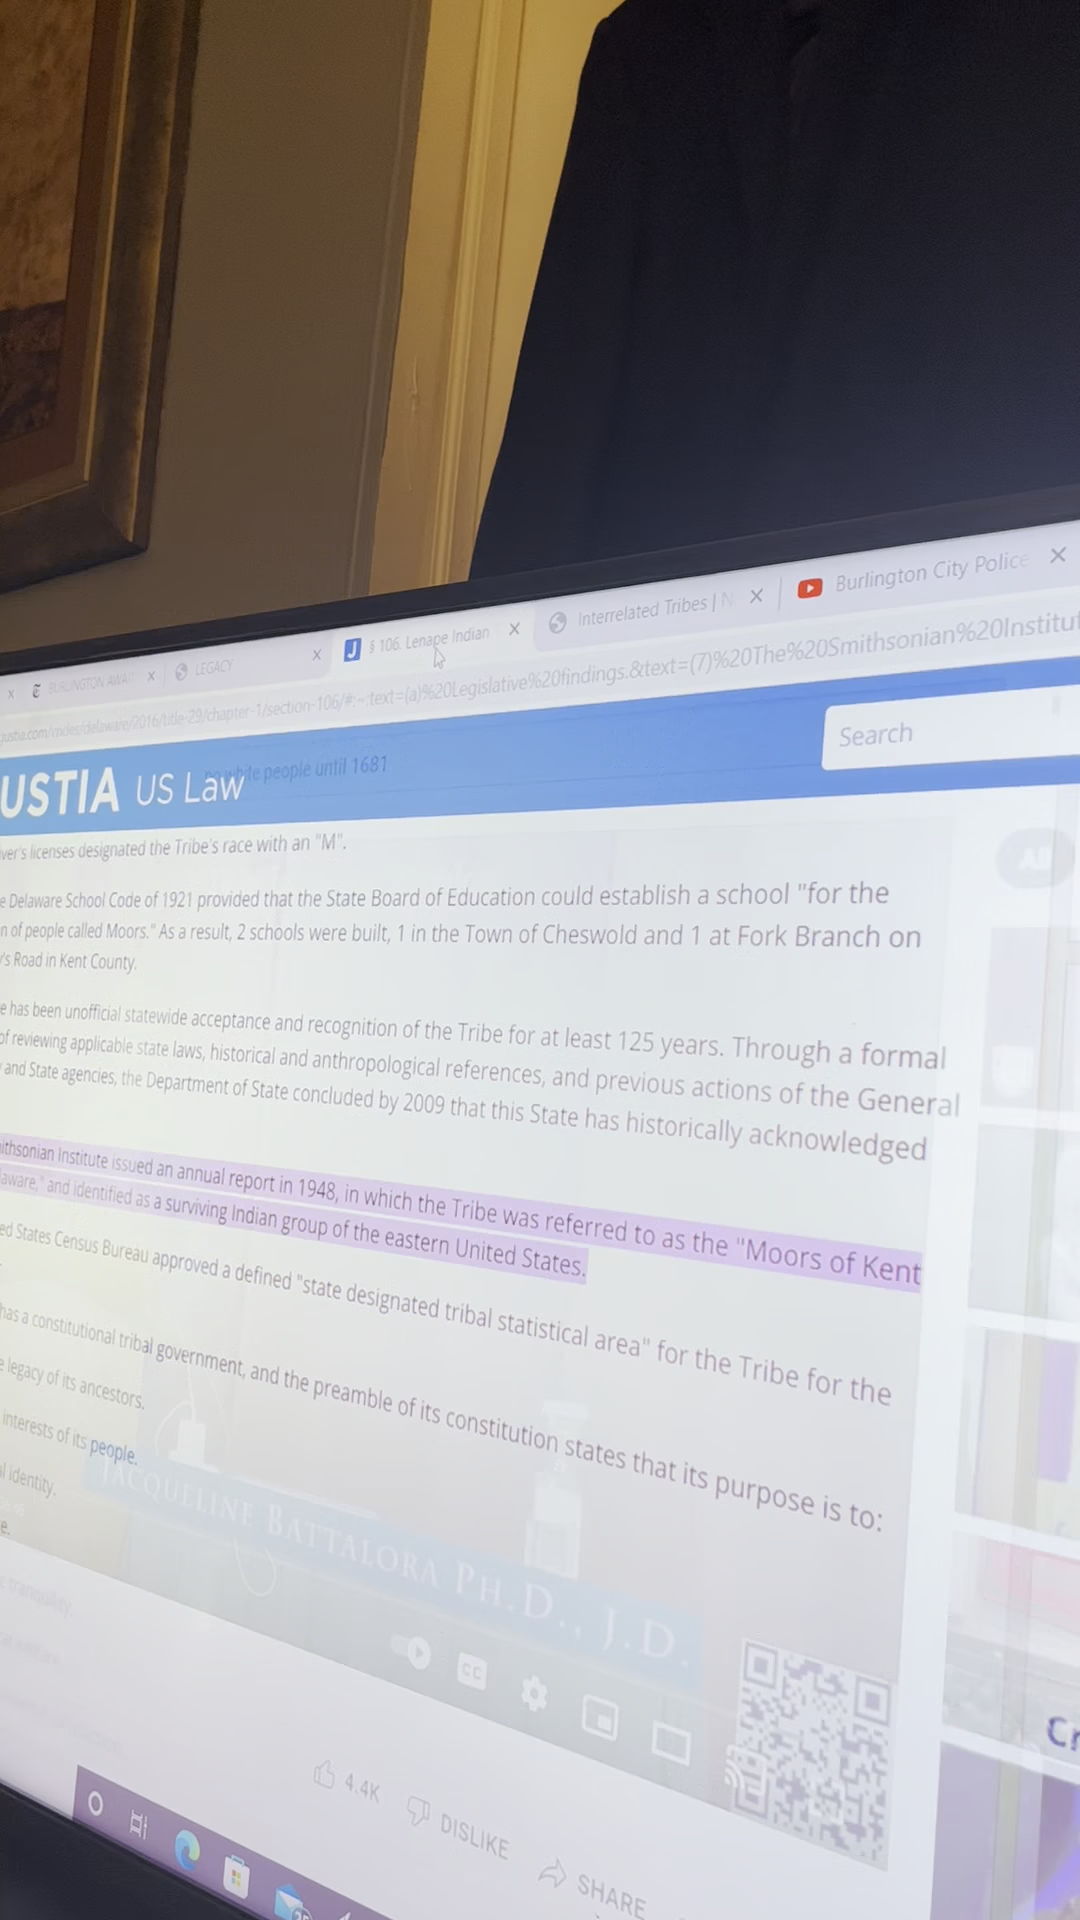 BURLINGTON AWAIT
LEGACY
§ 106. Lenape Indian
Interrelated Tribes | N
Burlington City Police
ustia.com/codes/delaware/2016/title-29/chapter-1/section-106/#:~:text=(a)%20Legislative%20findings.&text=(7)%20The%20Smithsonian%20Institut
USTIA US Law
white people until 1681
Search
ver's licenses designated the Tribe's race with an "M".
All
e Delaware School Code of 1921 provided that the State Board of Education could establish a school "for the
n of people called Moors." As a result, 2 schools were built, 1 in the Town of Cheswold and 1 at Fork Branch on
's Road in Kent County.
e has been unofficial statewide acceptance and recognition of the Tribe for at least 125 years. Through a formal
of reviewing applicable state laws, historical and anthropological references, and previous actions of the General
and State agencies, the Department of State concluded by 2009 that this State has historically acknowledged
ithsonian Institute issued an annual report in 1948, in which the Tribe was referred to as the "Moors of Kent
aware," and identified as a surviving Indian group of the eastern United States.
ed States Census Bureau approved a defined "state designated tribal statistical area" for the Tribe for the
has a constitutional tribal government, and the preamble of its constitution states that its purpose is to:
e legacy of its ancestors.
interests of its people.
l identity.
e.
c tranquility.
JACQUELINE BATTALORA PH.D., J.D.
CC
Cr
4.4K
DISLIKE
SHARE